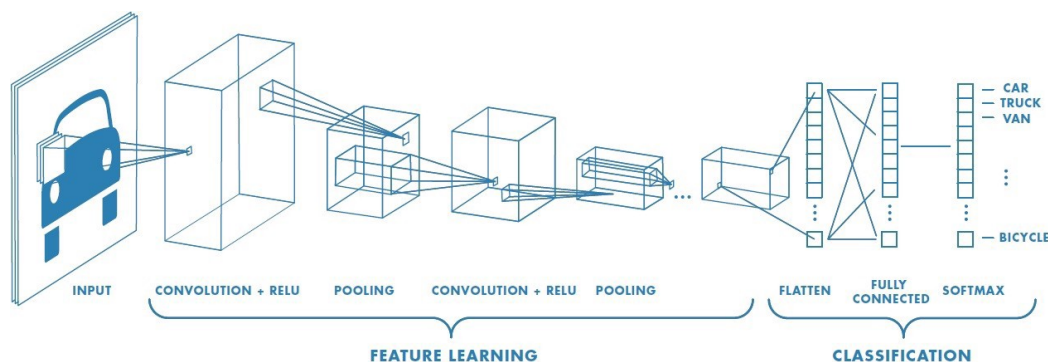 CAR
TRUCK
VAN
BICYCLE
INPUT
CONVOLUTION + RELU
POOLING
CONVOLUTION + RELU
POOLING
FLATTEN
FULLY
CONNECTED
SOFTMAX
FEATURE LEARNING
CLASSIFICATION